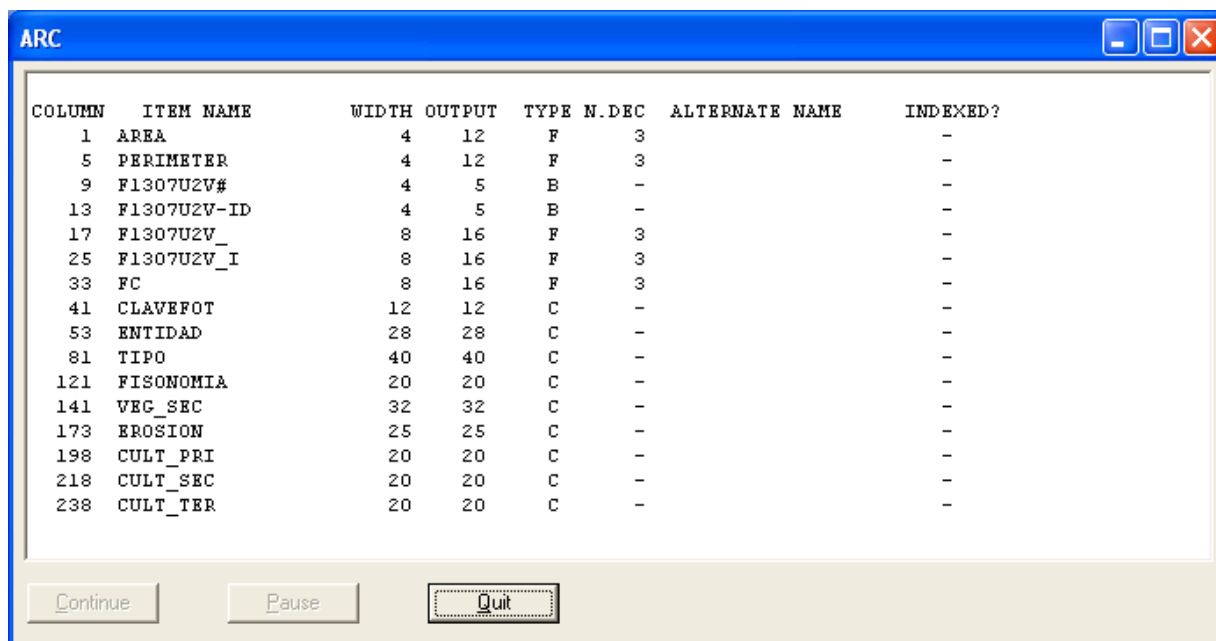 ARC
COLUMN ITEM NAME WIDTH OUTPUT TYPE N.DEC ALTERNATE NAME INDEXED?
1 AREA 4 12 F 3 -
5 PERIMETER 4 12 F 3 -
9 F1307U2V# 4 5 B - -
13 F1307U2V-ID 4 5 B - -
17 F1307U2V_ 8 16 F 3 -
25 F1307U2V_I 8 16 F 3 -
33 FC 8 16 F 3 -
41 CLAVEFOT 12 12 C - -
53 ENTIDAD 28 28 C - -
81 TIPO 40 40 C - -
121 FISONOMIA 20 20 C - -
141 VEG_SEC 32 32 C - -
173 EROSION 25 25 C - -
198 CULT_PRI 20 20 C - -
218 CULT_SEC 20 20 C - -
238 CULT_TER 20 20 C - -
Continue Pause Quit